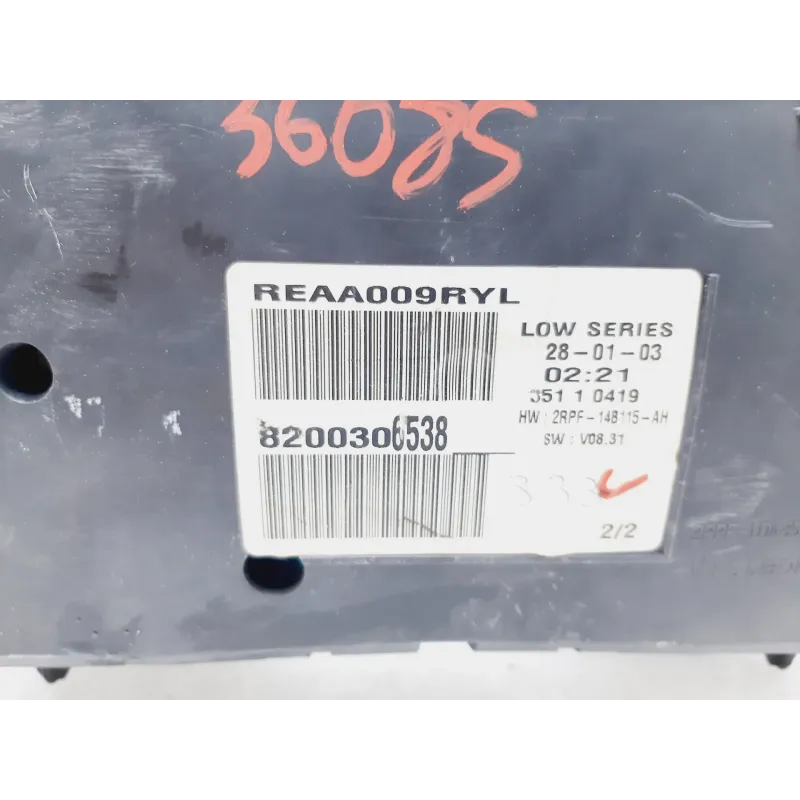 36085
REAA009RYL
LOW SERIES
28-01-03
02:21
351 1 0419
HW : 2RPF-14B115-AH
SW : V08.31
8200306538
333
2/2